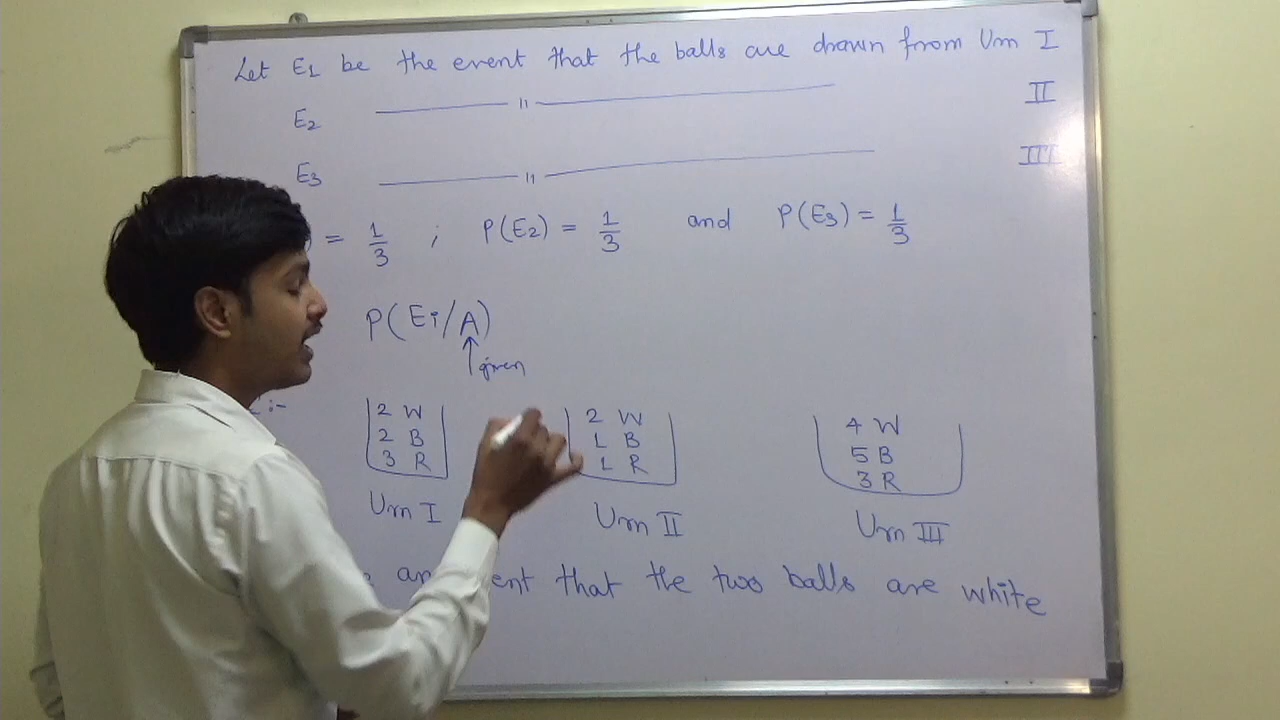 Let E1 be the event that the balls are drawn from Urn I
E2 ——— 11 ——— II
E3 ——— 11 ——— III
) = 1/3 ; P(E2) = 1/3 and P(E3) = 1/3
P(Ei/A)
given
:-
2 W 2 W 4 W
2 B 1 B 5 B
3 R 1 R 3 R
Urn I Urn II Urn III
that the two balls are white